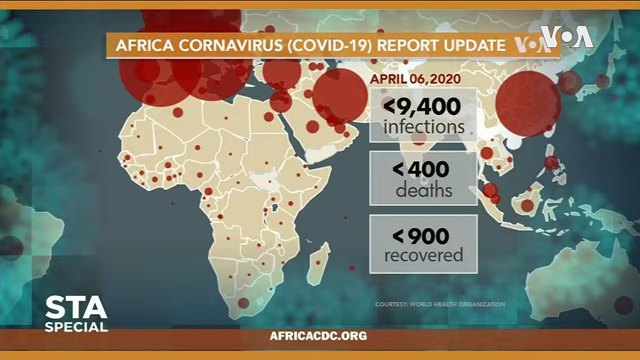 AFRICA CORNAVIRUS (COVID-19) REPORT UPDATE
VOA
VOA
APRIL 06, 2020
<9,400
infections
<400
deaths
<900
recovered
COURTESY: WORLD HEALTH ORGANIZATION
STA
SPECIAL
AFRICACDC.ORG